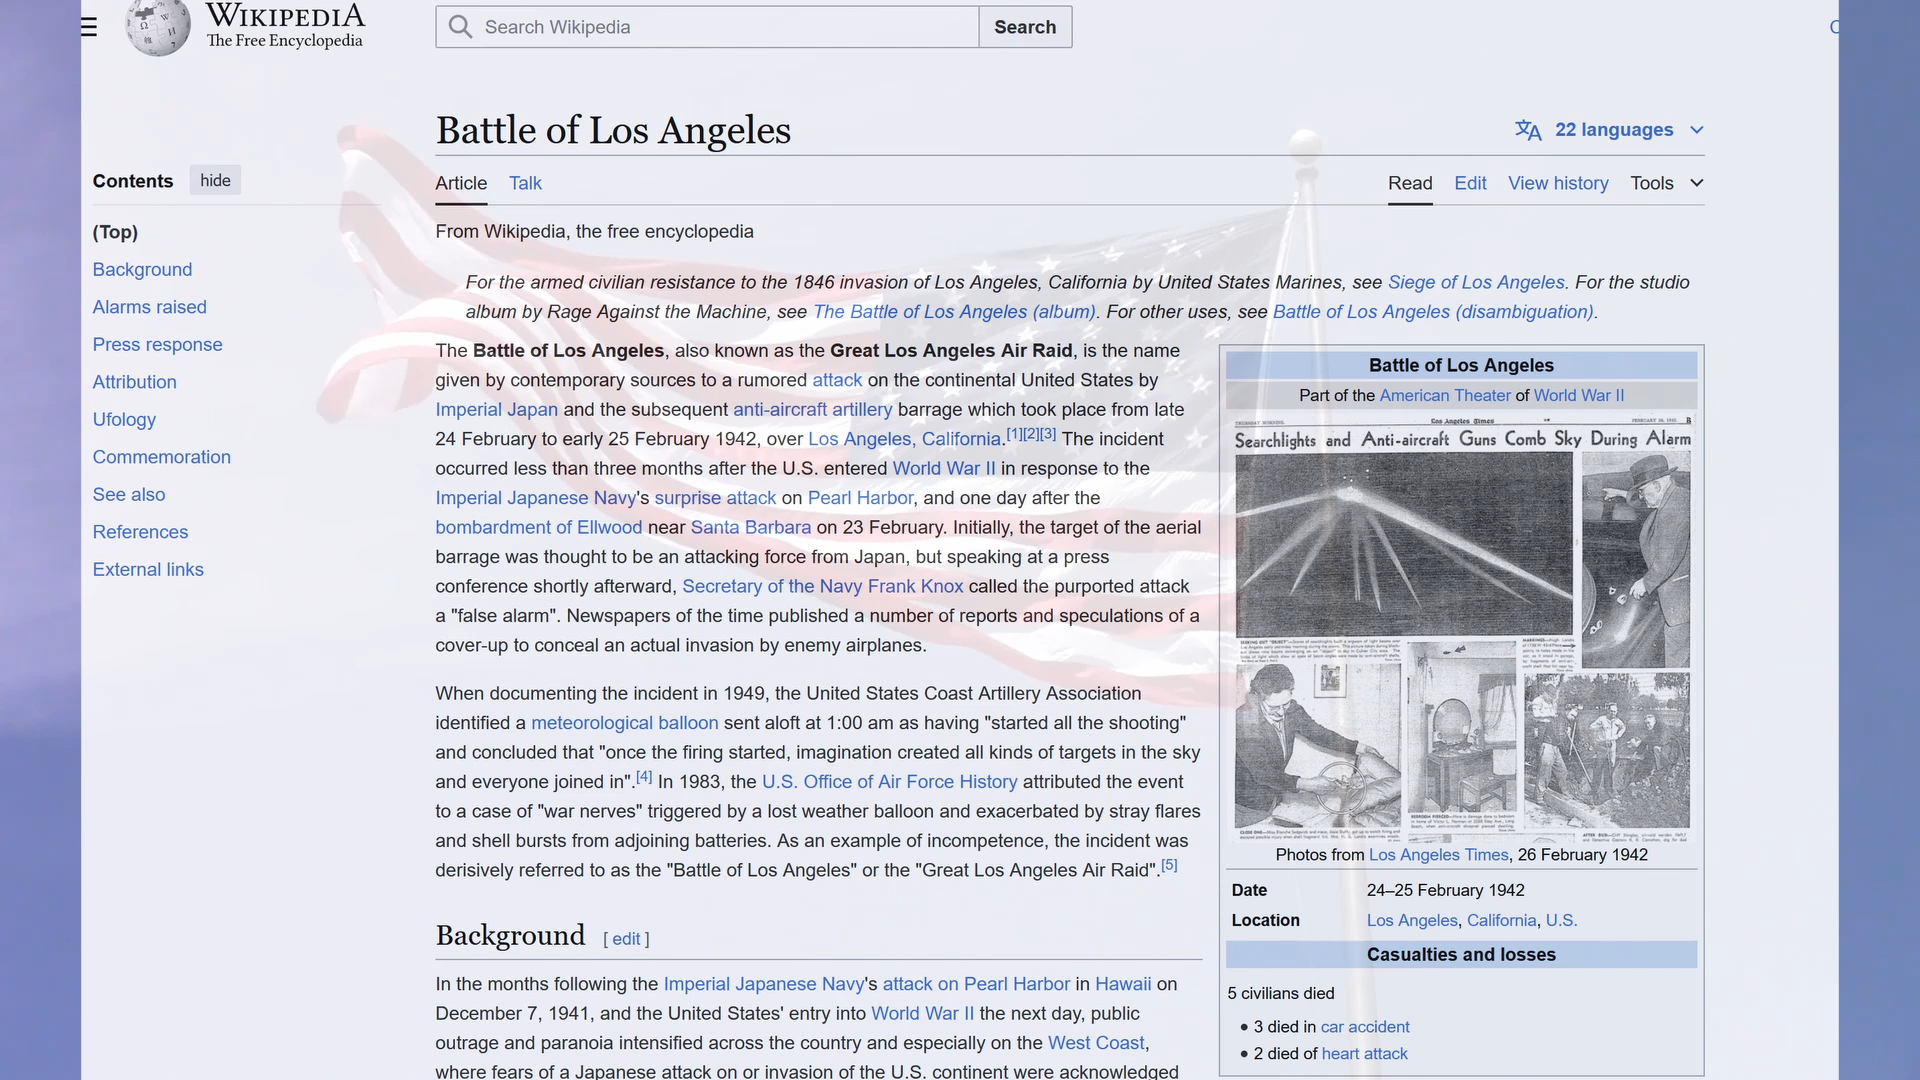 WIKIPEDIA
The Free Encyclopedia
Search Wikipedia
Search
Battle of Los Angeles
22 languages
Contents
hide
Article
Talk
Read
Edit
View history
Tools
(Top)
Background
Alarms raised
Press response
Attribution
Ufology
Commemoration
See also
References
External links
From Wikipedia, the free encyclopedia
For the armed civilian resistance to the 1846 invasion of Los Angeles, California by United States Marines, see Siege of Los Angeles. For the studio
album by Rage Against the Machine, see The Battle of Los Angeles (album). For other uses, see Battle of Los Angeles (disambiguation).
The Battle of Los Angeles, also known as the Great Los Angeles Air Raid, is the name
given by contemporary sources to a rumored attack on the continental United States by
Imperial Japan and the subsequent anti-aircraft artillery barrage which took place from late
24 February to early 25 February 1942, over Los Angeles, California.[1][2][3] The incident
occurred less than three months after the U.S. entered World War II in response to the
Imperial Japanese Navy's surprise attack on Pearl Harbor, and one day after the
bombardment of Ellwood near Santa Barbara on 23 February. Initially, the target of the aerial
barrage was thought to be an attacking force from Japan, but speaking at a press
conference shortly afterward, Secretary of the Navy Frank Knox called the purported attack
a "false alarm". Newspapers of the time published a number of reports and speculations of a
cover-up to conceal an actual invasion by enemy airplanes.
When documenting the incident in 1949, the United States Coast Artillery Association
identified a meteorological balloon sent aloft at 1:00 am as having "started all the shooting"
and concluded that "once the firing started, imagination created all kinds of targets in the sky
and everyone joined in".[4] In 1983, the U.S. Office of Air Force History attributed the event
to a case of "war nerves" triggered by a lost weather balloon and exacerbated by stray flares
and shell bursts from adjoining batteries. As an example of incompetence, the incident was
derisively referred to as the "Battle of Los Angeles" or the "Great Los Angeles Air Raid".[5]
Background [ edit ]
In the months following the Imperial Japanese Navy's attack on Pearl Harbor in Hawaii on
December 7, 1941, and the United States' entry into World War II the next day, public
outrage and paranoia intensified across the country and especially on the West Coast,
where fears of a Japanese attack on or invasion of the U.S. continent were acknowledged
Battle of Los Angeles
Part of the American Theater of World War II
Los Angeles Times
Searchlights and Anti-aircraft Guns Comb Sky During Alarm
Photos from Los Angeles Times, 26 February 1942
Date 24–25 February 1942
Location Los Angeles, California, U.S.
Casualties and losses
5 civilians died
• 3 died in car accident
• 2 died of heart attack